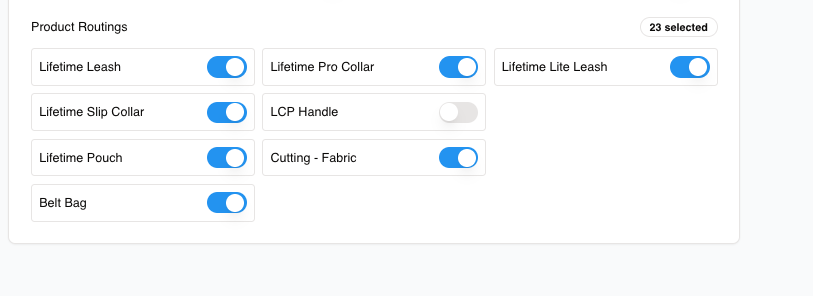 Product Routings
23 selected
Lifetime Leash
Lifetime Pro Collar
Lifetime Lite Leash
Lifetime Slip Collar
LCP Handle
Lifetime Pouch
Cutting - Fabric
Belt Bag